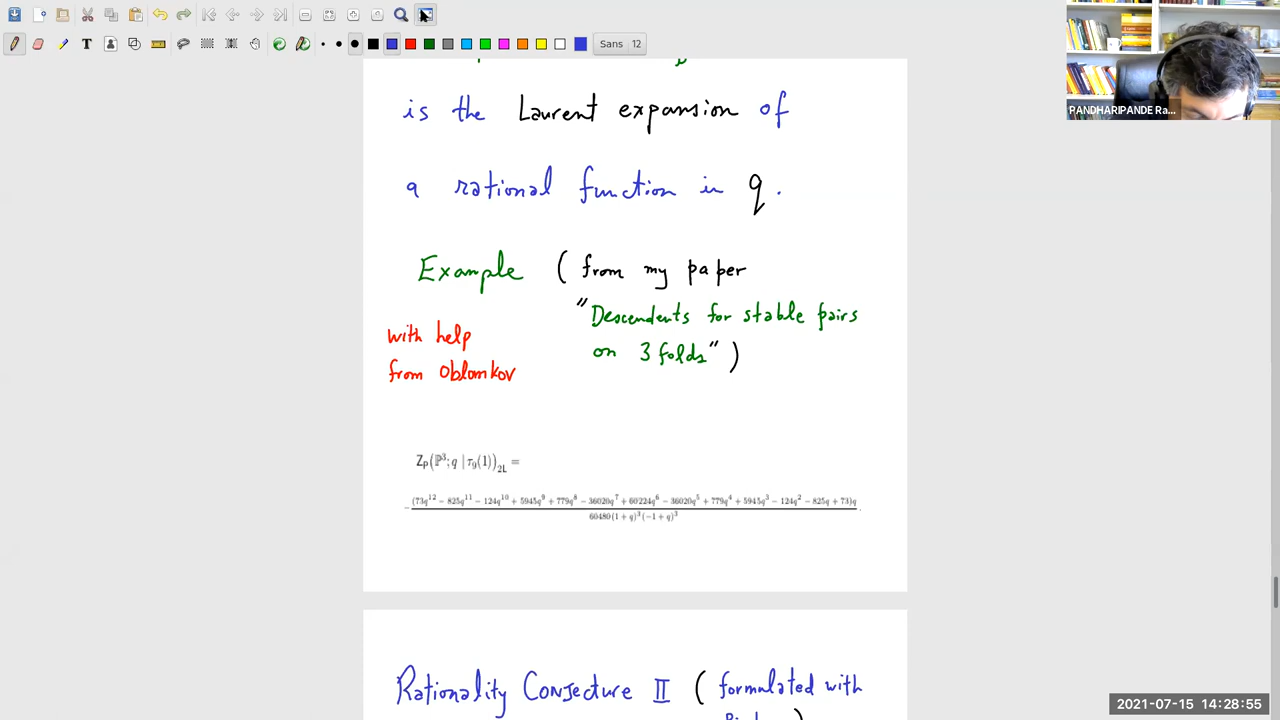 Sans 12
PANDHARIPANDE Ra...
is the Laurent expansion of
a rational function in q.
Example ( from my paper
"Descendents for stable pairs
on 3 folds" )
with help
from Oblomkov
Z_P(ℙ³; q | τ₉(1))_{2L} =
−(73q¹² − 825q¹¹ − 124q¹⁰ + 5945q⁹ + 779q⁸ − 36020q⁷ + 60224q⁶ − 36020q⁵ + 779q⁴ + 5945q³ − 124q² − 825q + 73)q
60480(1 + q)³(−1 + q)³ .
Rationality Conjecture II ( formulated with
2021-07-15 14:28:55